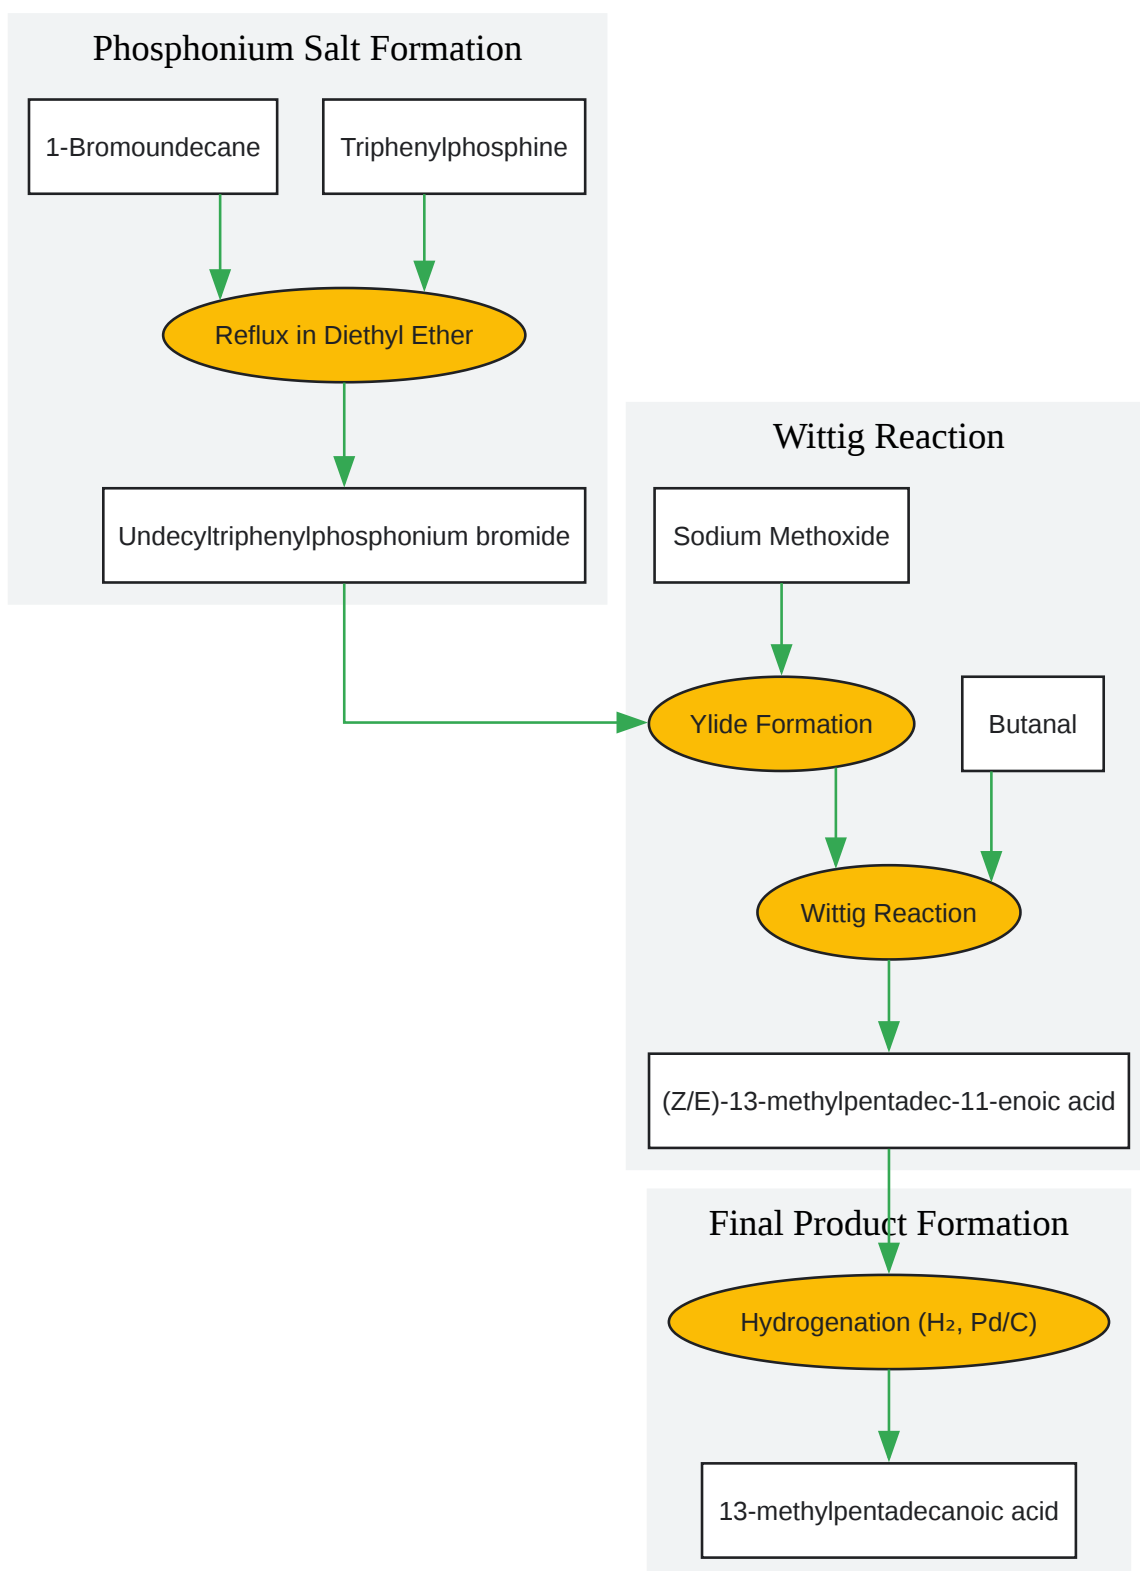 Phosphonium Salt Formation
1-Bromoundecane
Triphenylphosphine
Reflux in Diethyl Ether
Undecyltriphenylphosphonium bromide
Wittig Reaction
Sodium Methoxide
Ylide Formation
Butanal
Wittig Reaction
(Z/E)-13-methylpentadec-11-enoic acid
Final Product Formation
Hydrogenation (H₂, Pd/C)
13-methylpentadecanoic acid